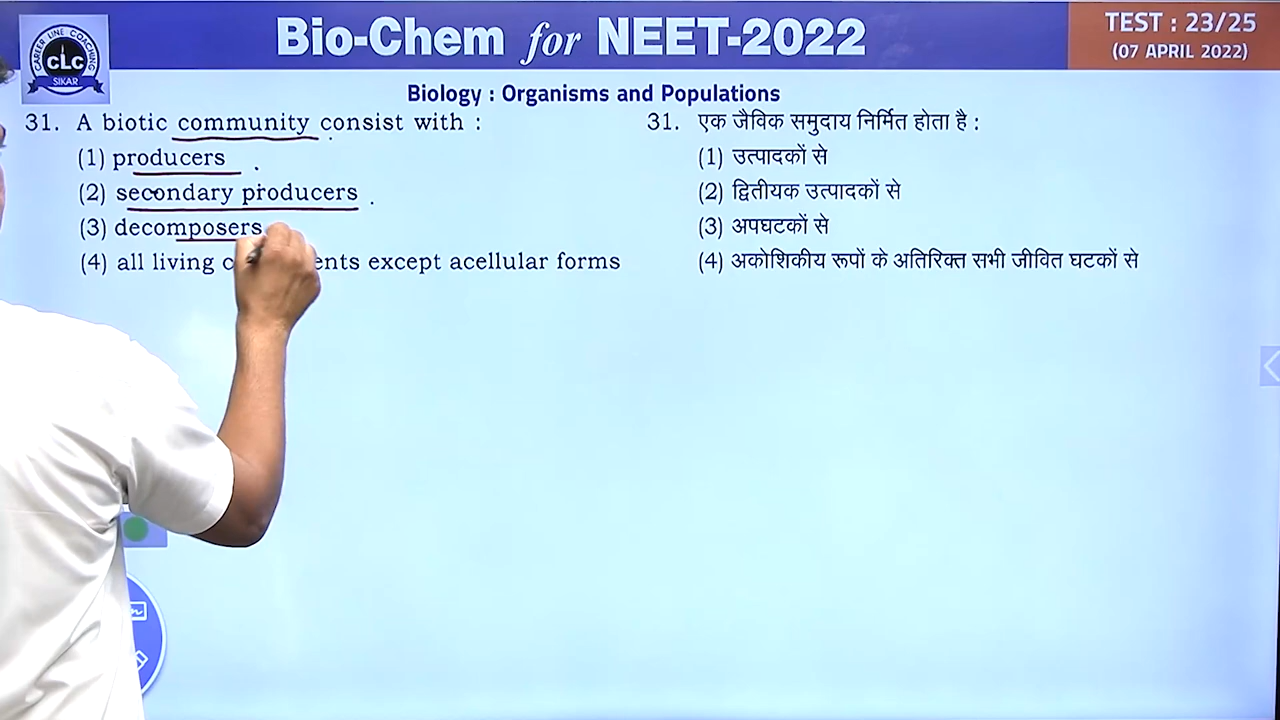 CAREER LINE COACHING
CLC
SIKAR
Bio-Chem for NEET-2022
TEST : 23/25
(07 APRIL 2022)
Biology : Organisms and Populations
31. A biotic community consist with :
(1) producers
(2) secondary producers
(3) decomposers
(4) all living ents except acellular forms
31. एक जैविक समुदाय निर्मित होता है :
(1) उत्पादकों से
(2) द्वितीयक उत्पादकों से
(3) अपघटकों से
(4) अकोशिकीय रूपों के अतिरिक्त सभी जीवित घटकों से